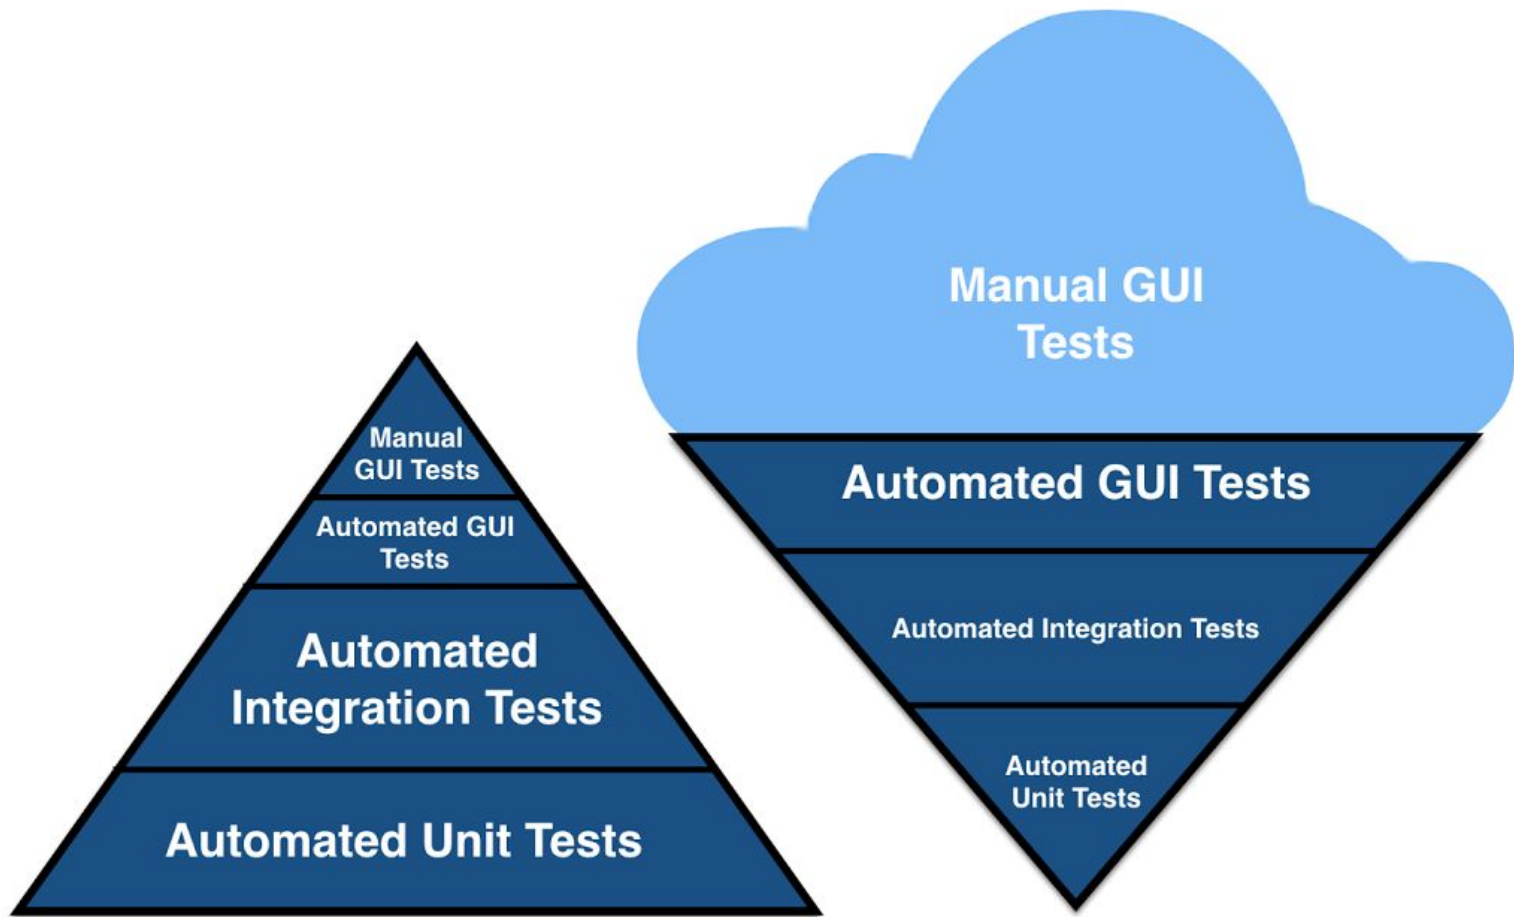 Manual
GUI Tests
Automated GUI
Tests
Automated
Integration Tests
Automated Unit Tests
Manual GUI
Tests
Automated GUI Tests
Automated Integration Tests
Automated
Unit Tests